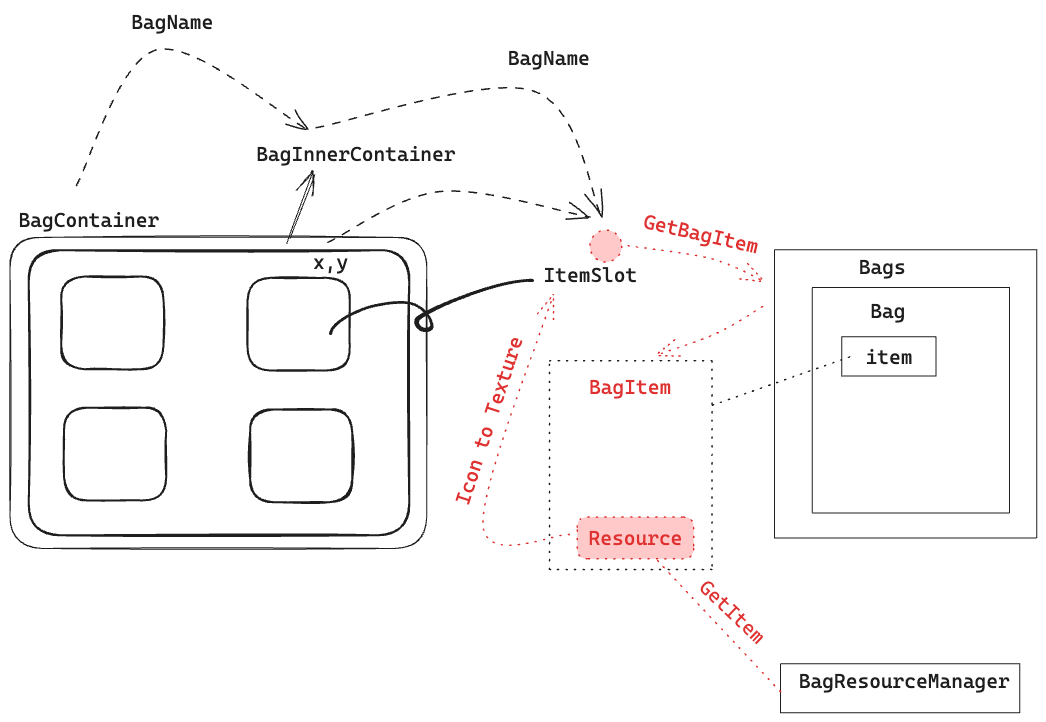 BagName
BagName
BagInnerContainer
BagContainer
x,y
GetBagItem
ItemSlot
Bags
Bag
item
BagItem
Icon to Texture
Resource
GetItem
BagResourceManager